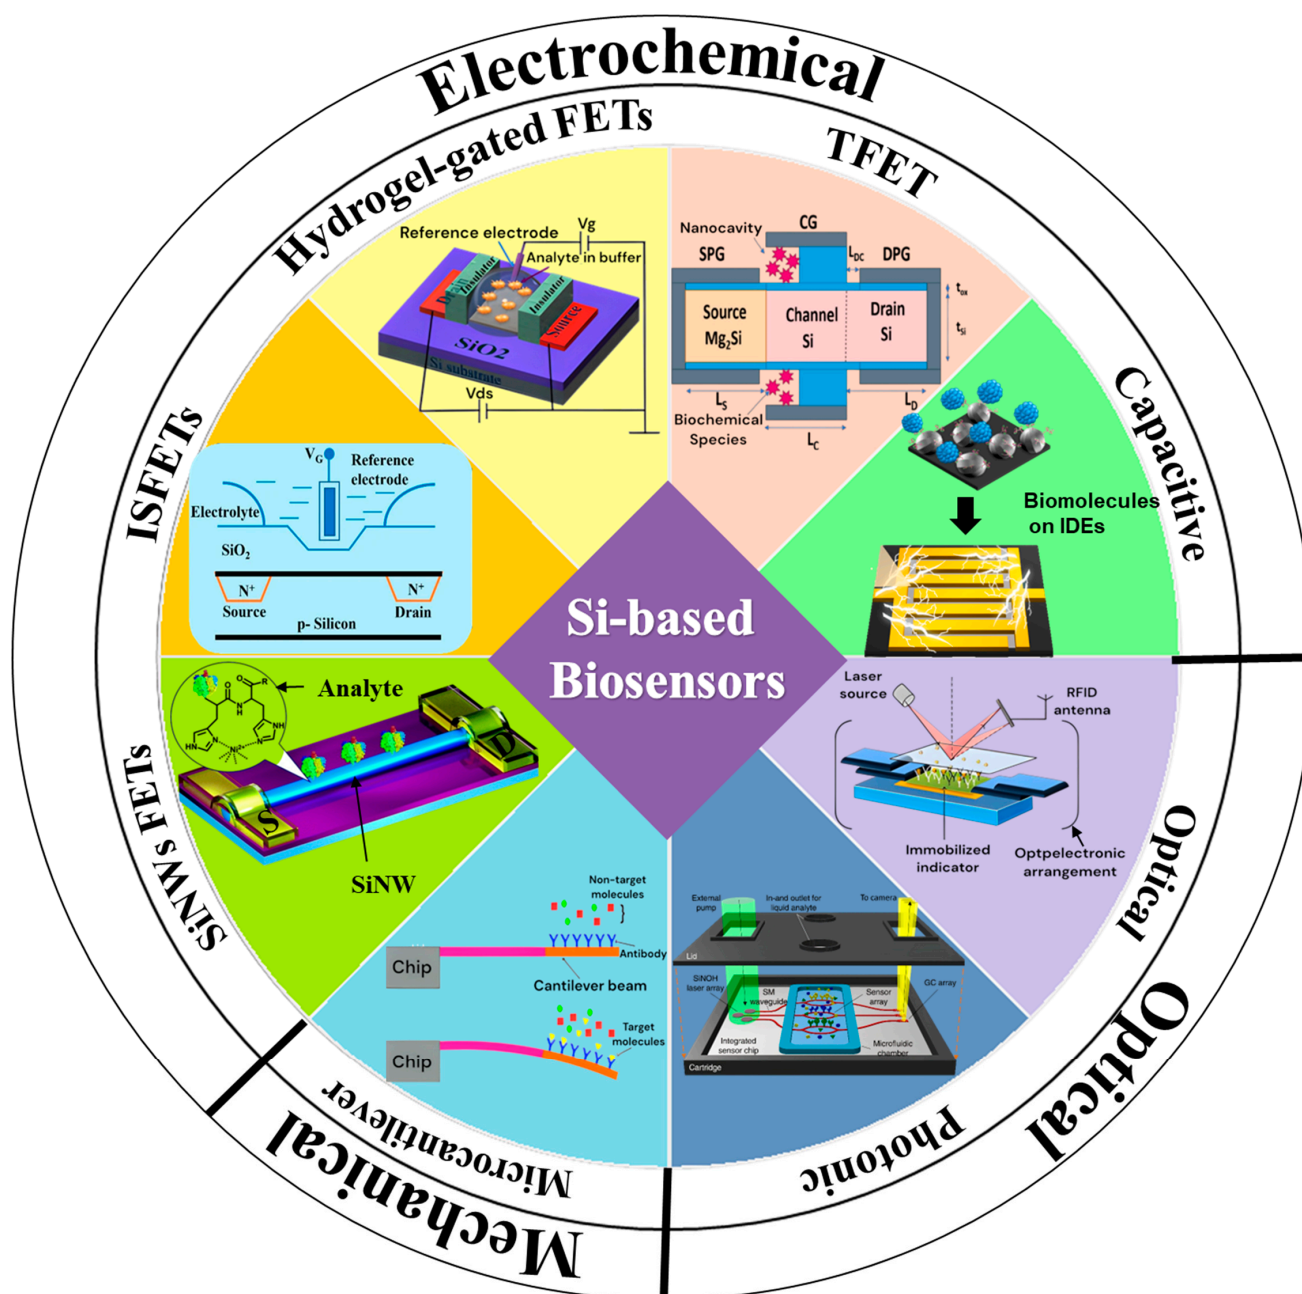 Electrochemical
Hydrogel-gated FETs
TFET
Capacitive
ISFETs
SiNWs FETs
Microcantilever
Mechanical
Photonic
Optical
Optical
Si-based
Biosensors
Vg
Reference electrode
Analyte in buffer
Drain
Insulator
Insulator
Source
SiO2
Si substrate
Vds
CG
Nanocavity
SPG
LDC
DPG
tox
Source
Mg2Si
Channel
Si
Drain
Si
tSi
LS
LD
Biochemical
Species
LC
Biomolecules
on IDEs
VG
Reference
electrode
Electrolyte
SiO2
N+
N+
Source
Drain
p- Silicon
Analyte
O
R
O
N
H
NH
HN
N
N
Ni2+
D
S
SiNW
Laser
source
RFID
antenna
Immobilized
indicator
Optpelectronic
arrangement
Non-target
molecules
Antibody
Chip
Cantilever beam
Target
molecules
Chip
External
pump
In-and outlet for
liquid analyte
To camera
Lid
SiNOH
laser array
SM
waveguide
Sensor
array
GC array
Integrated
sensor chip
Microfluidic
chamber
Cartridge